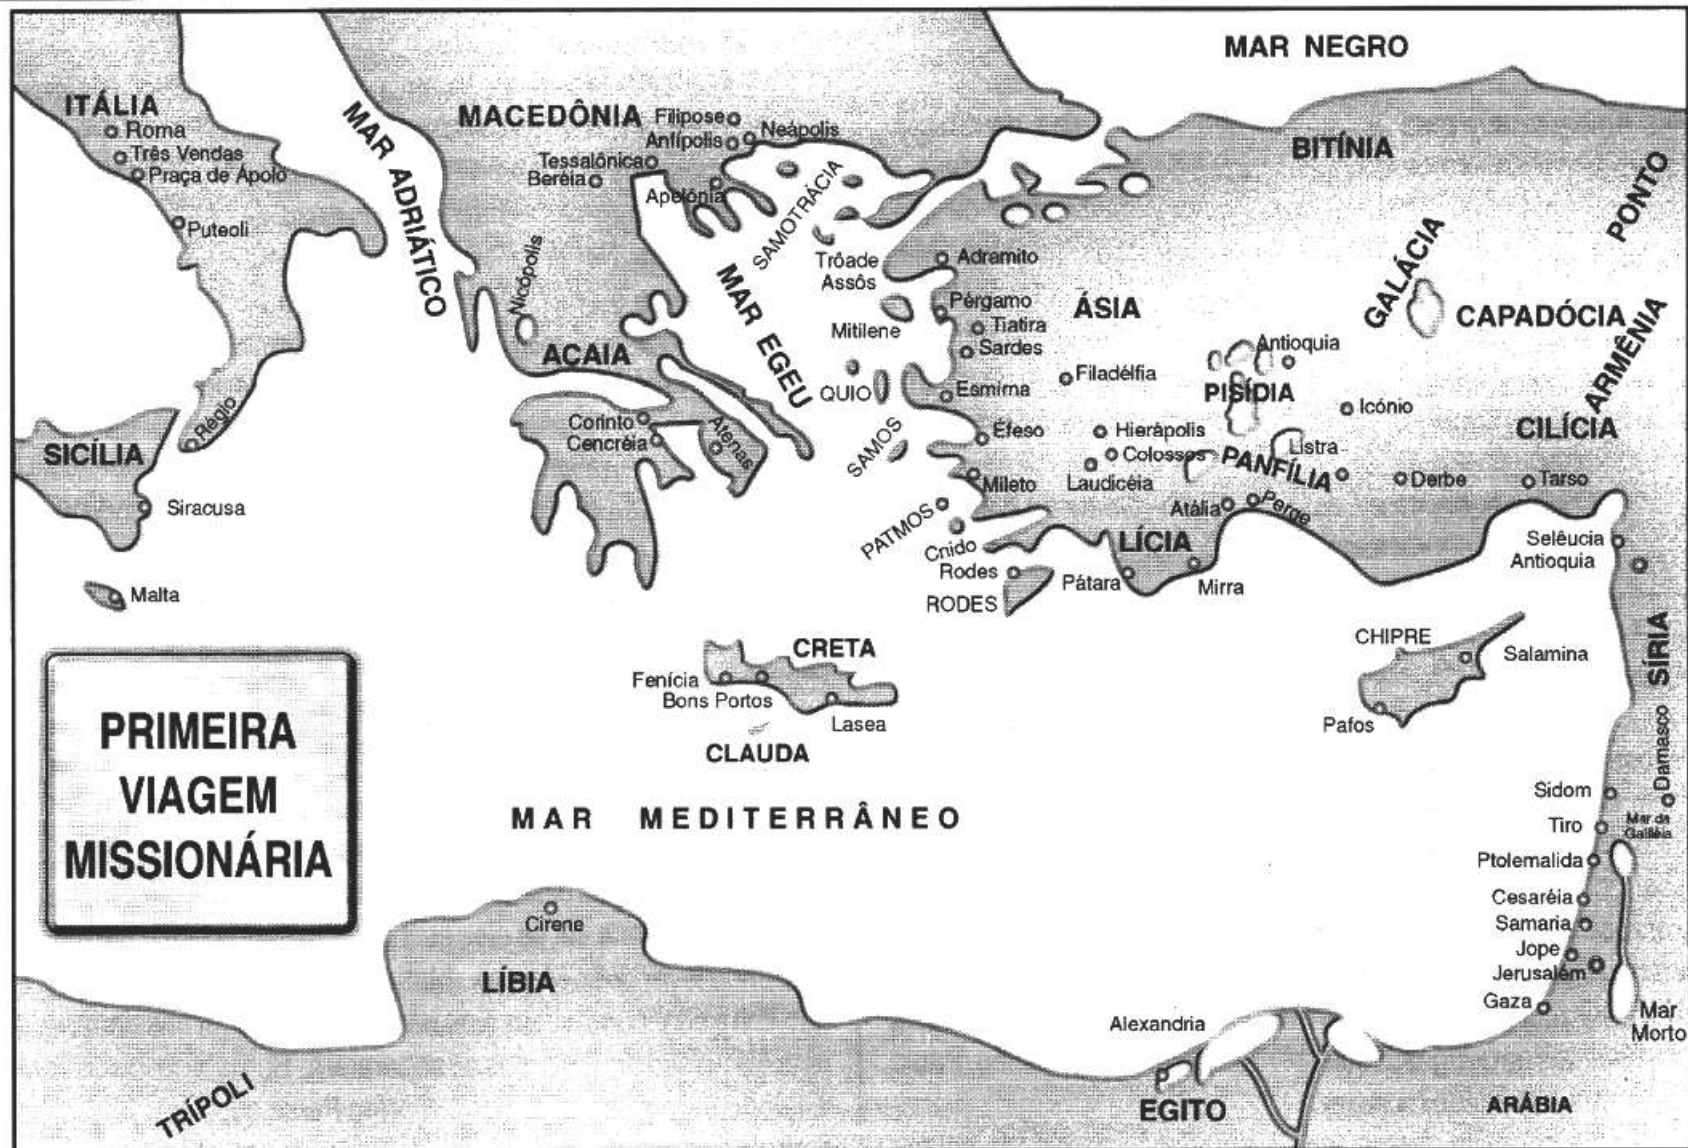 MAR NEGRO
ITÁLIA
Roma
Três Vendas
Praça de Apolo
Puteoli
MAR ADRIÁTICO
MACEDÔNIA
Filipose
Anfípolis
Neápolis
Tessalônica
Beréia
Apolônia
SAMOTRÁCIA
BITÍNIA
PONTO
Nicópolis
MAR EGEU
Trôade
Assôs
Adramito
Pérgamo
Tiatira
Sardes
Mitilene
ÁSIA
GALÁCIA
CAPADÓCIA
ARMÊNIA
ACAIA
QUIO
Esmirna
Filadélfia
Antioquia
PISÍDIA
Icónio
CILÍCIA
Régio
SICÍLIA
Siracusa
Corinto
Cencréia
Atenas
SAMOS
Éfeso
Hierápolis
Colossos
Laudicéia
Listra
PANFÍLIA
Derbe
Tarso
Mileto
PATMOS
Atália
Perge
Cnido
Rodes
RODES
LÍCIA
Pátara
Mirra
Selêucia
Antioquia
Malta
CRETA
Fenícia
Bons Portos
Lasea
CLAUDA
CHIPRE
Salamina
Pafos
SÍRIA
Damasco
PRIMEIRA
VIAGEM
MISSIONÁRIA
MAR MEDITERRÂNEO
Sidom
Tiro
Mar da
Galiléia
Ptolemalida
Cesaréia
Samaria
Jope
Jerusalém
Gaza
Mar
Morto
Cirene
LÍBIA
Alexandria
TRÍPOLI
EGITO
ARÁBIA